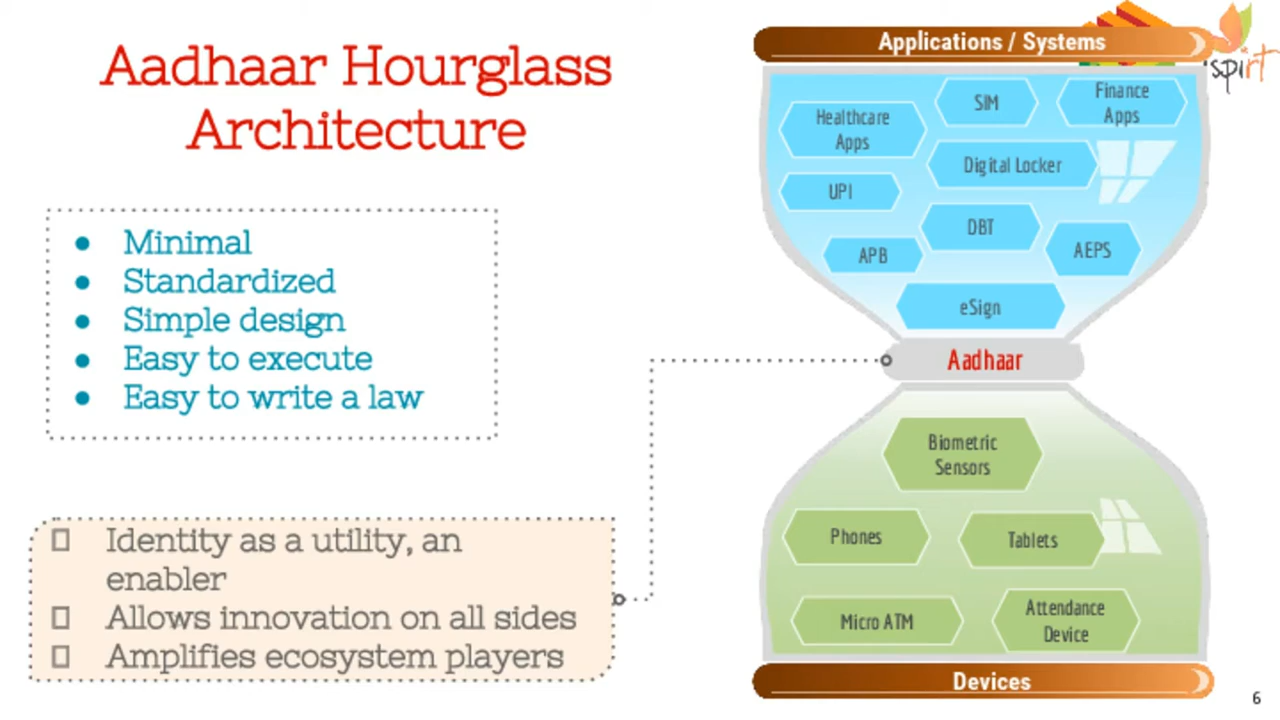 Aadhaar Hourglass
Architecture
● Minimal
● Standardized
● Simple design
● Easy to execute
● Easy to write a law
Identity as a utility, an
enabler
Allows innovation on all sides
Amplifies ecosystem players
Applications / Systems
ispirt
Healthcare
Apps
SIM
Finance
Apps
Digital Locker
UPI
DBT
APB
AEPS
eSign
Aadhaar
Biometric
Sensors
Phones
Tablets
Micro ATM
Attendance
Device
Devices
6